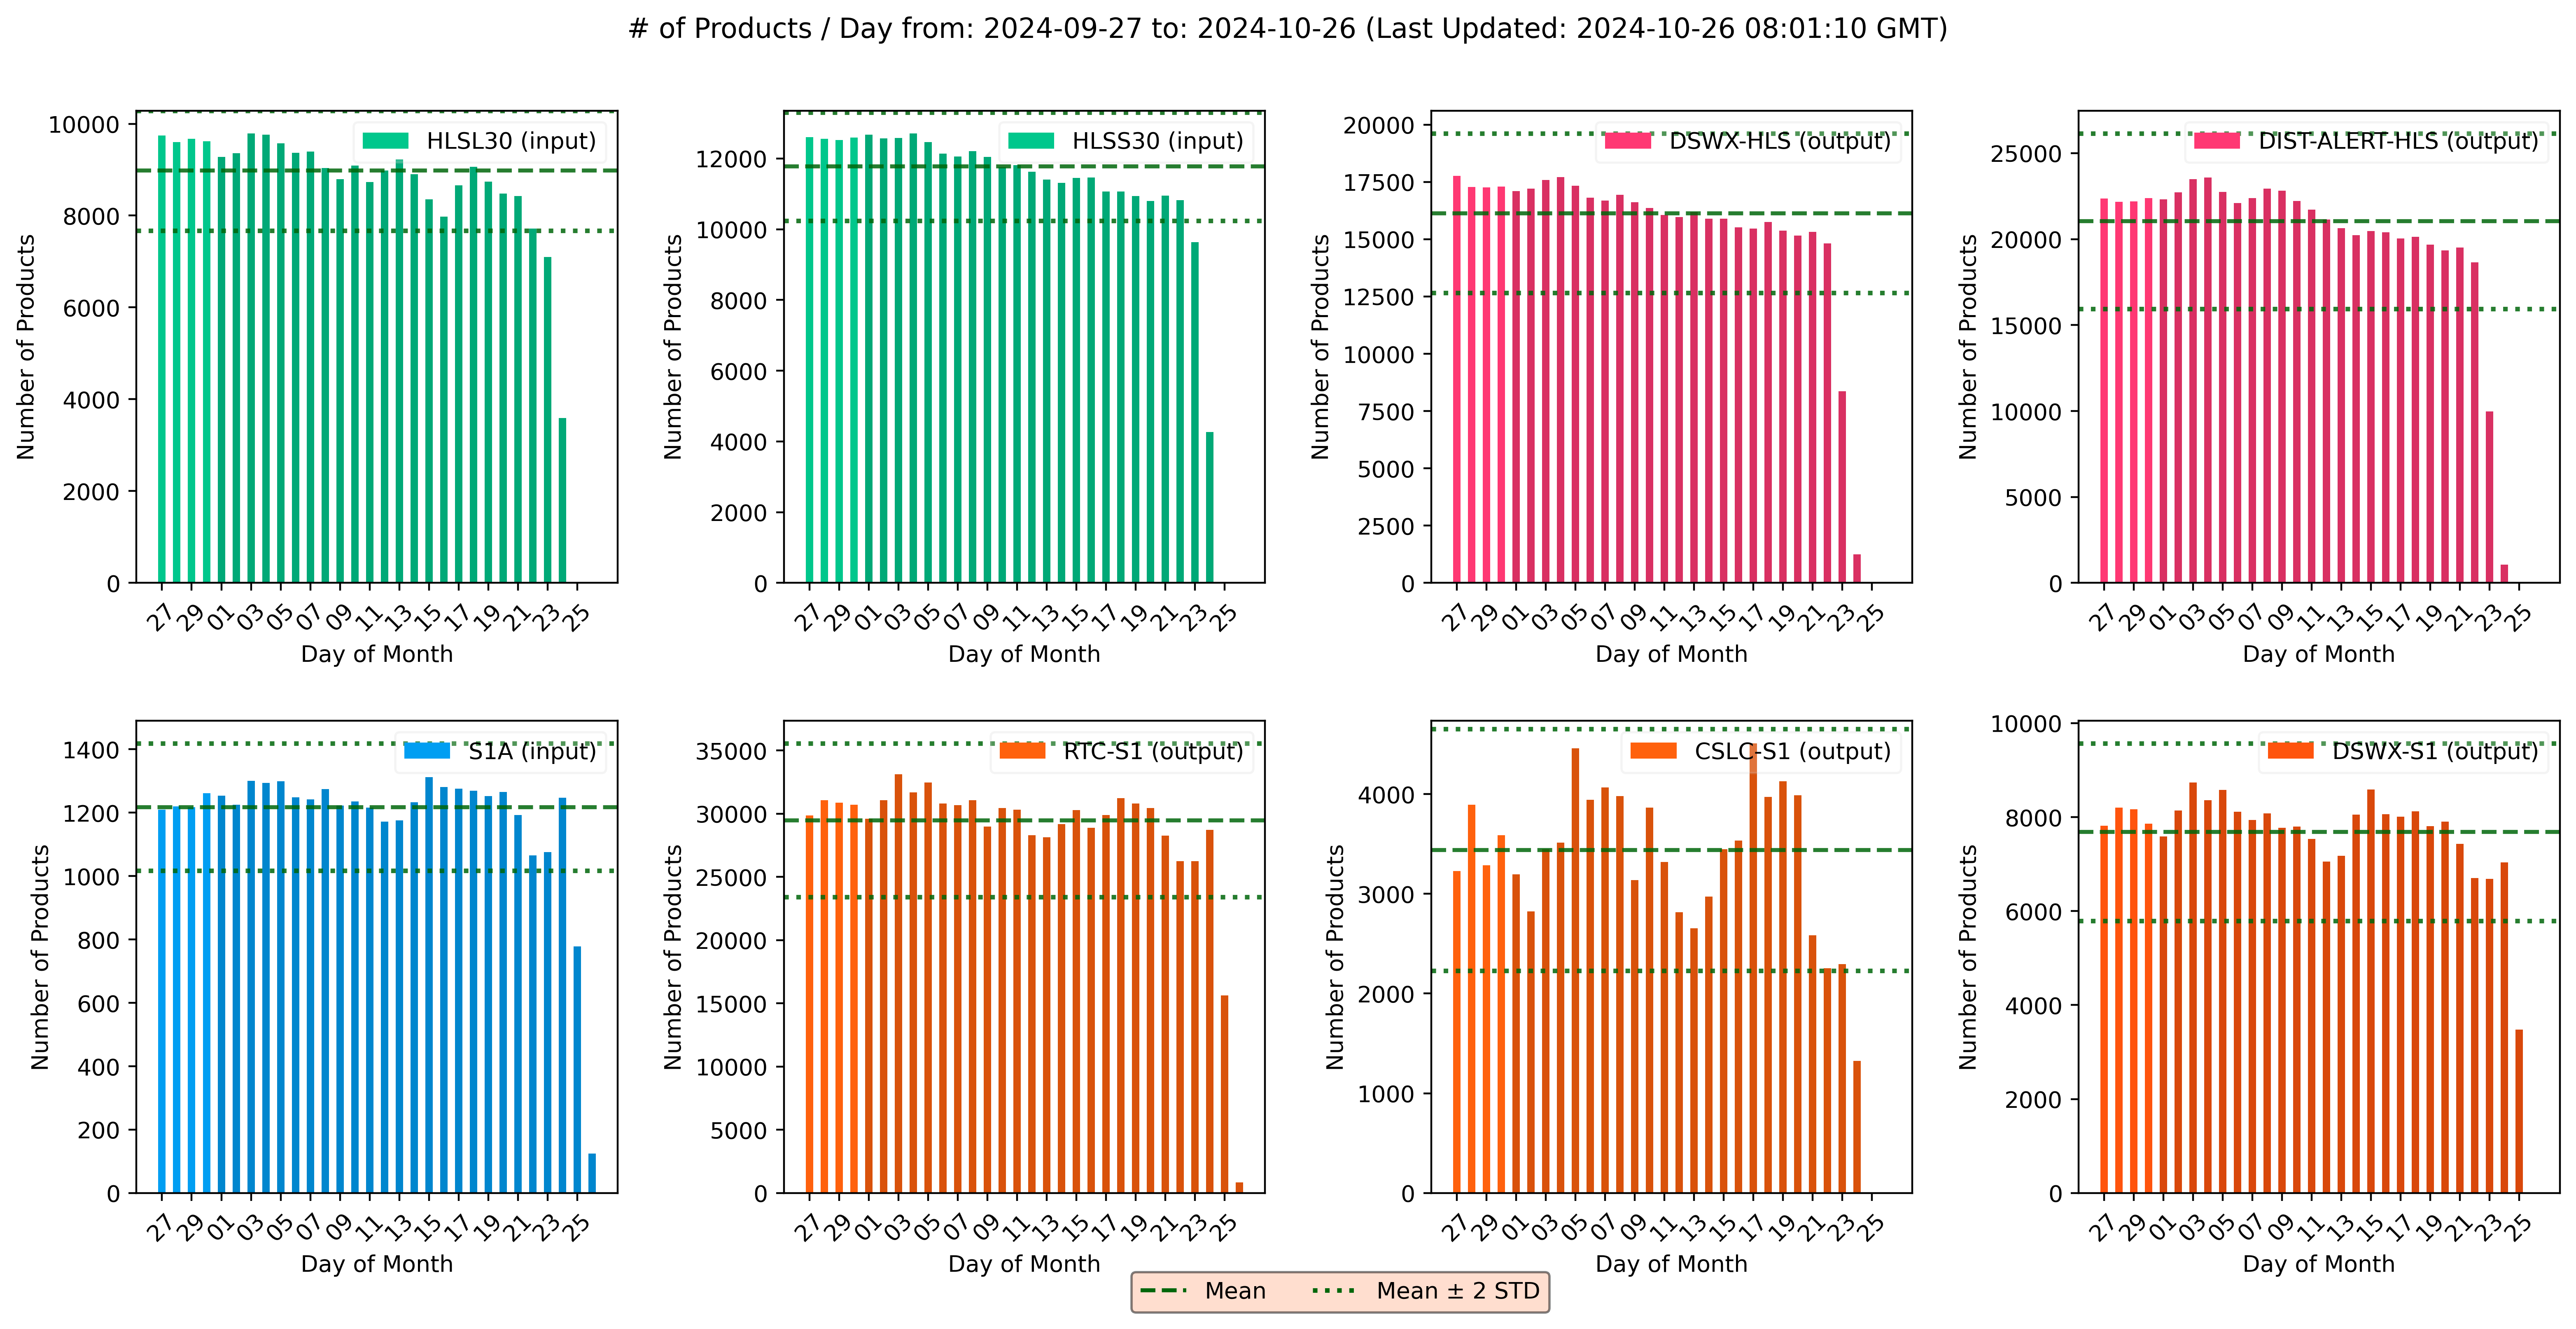 # of Products / Day from: 2024-09-27 to: 2024-10-26 (Last Updated: 2024-10-26 08:01:10 GMT)
HLSL30 (input)
Number of Products
10000
8000
6000
4000
2000
0
27 29 01 03 05 07 09 11 13 15 17 19 21 23 25
Day of Month
HLSS30 (input)
Number of Products
12000
10000
8000
6000
4000
2000
0
27 29 01 03 05 07 09 11 13 15 17 19 21 23 25
Day of Month
DSWX-HLS (output)
Number of Products
20000
17500
15000
12500
10000
7500
5000
2500
0
27 29 01 03 05 07 09 11 13 15 17 19 21 23 25
Day of Month
DIST-ALERT-HLS (output)
Number of Products
25000
20000
15000
10000
5000
0
27 29 01 03 05 07 09 11 13 15 17 19 21 23 25
Day of Month
S1A (input)
Number of Products
1400
1200
1000
800
600
400
200
0
27 29 01 03 05 07 09 11 13 15 17 19 21 23 25
Day of Month
RTC-S1 (output)
Number of Products
35000
30000
25000
20000
15000
10000
5000
0
27 29 01 03 05 07 09 11 13 15 17 19 21 23 25
Day of Month
CSLC-S1 (output)
Number of Products
4000
3000
2000
1000
0
27 29 01 03 05 07 09 11 13 15 17 19 21 23 25
Day of Month
DSWX-S1 (output)
Number of Products
10000
8000
6000
4000
2000
0
27 29 01 03 05 07 09 11 13 15 17 19 21 23 25
Day of Month
Mean
Mean ± 2 STD